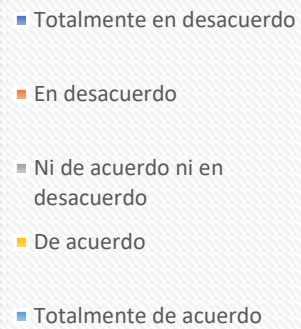 Totalmente en desacuerdo
En desacuerdo
Ni de acuerdo ni en
desacuerdo
De acuerdo
Totalmente de acuerdo